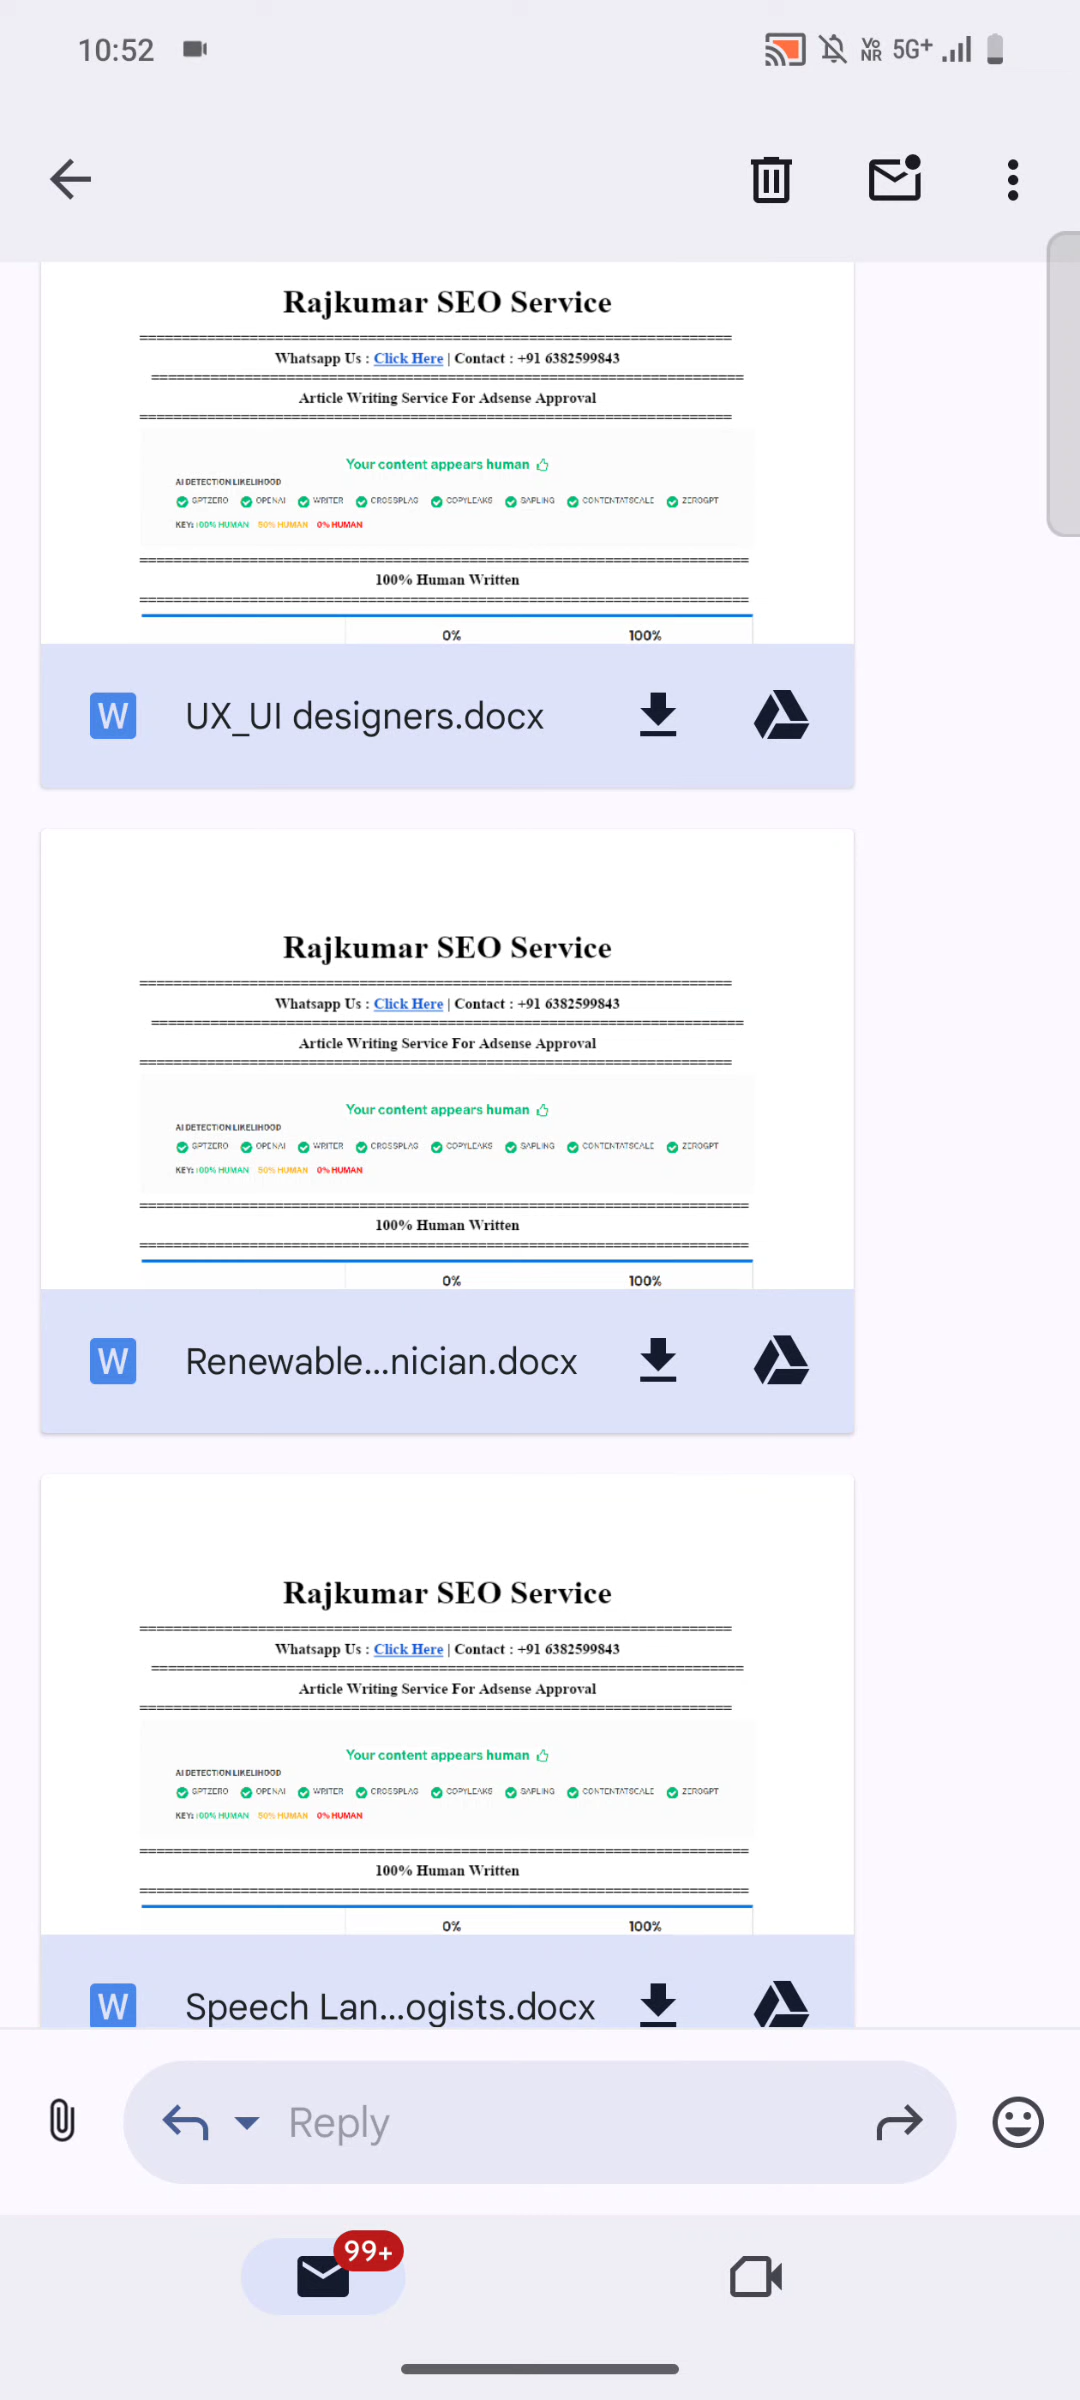 10:52
Vo
NR 5G+
Rajkumar SEO Service
Whatsapp Us : Click Here | Contact : +91 6382599843
Article Writing Service For Adsense Approval
Your content appears human
AI DETECTION LIKELIHOOD
GPTZERO OPENAI WRITER CROSSPLAG COPYLEAKS SAPLING CONTENTATSCALE ZEROGPT
KEY: 100% HUMAN 50% HUMAN 0% HUMAN
100% Human Written
0% 100%
W UX_UI designers.docx
Rajkumar SEO Service
Whatsapp Us : Click Here | Contact : +91 6382599843
Article Writing Service For Adsense Approval
Your content appears human
AI DETECTION LIKELIHOOD
GPTZERO OPENAI WRITER CROSSPLAG COPYLEAKS SAPLING CONTENTATSCALE ZEROGPT
KEY: 100% HUMAN 50% HUMAN 0% HUMAN
100% Human Written
0% 100%
W Renewable...nician.docx
Rajkumar SEO Service
Whatsapp Us : Click Here | Contact : +91 6382599843
Article Writing Service For Adsense Approval
Your content appears human
AI DETECTION LIKELIHOOD
GPTZERO OPENAI WRITER CROSSPLAG COPYLEAKS SAPLING CONTENTATSCALE ZEROGPT
KEY: 100% HUMAN 50% HUMAN 0% HUMAN
100% Human Written
0% 100%
W Speech Lan...ogists.docx
Reply
99+